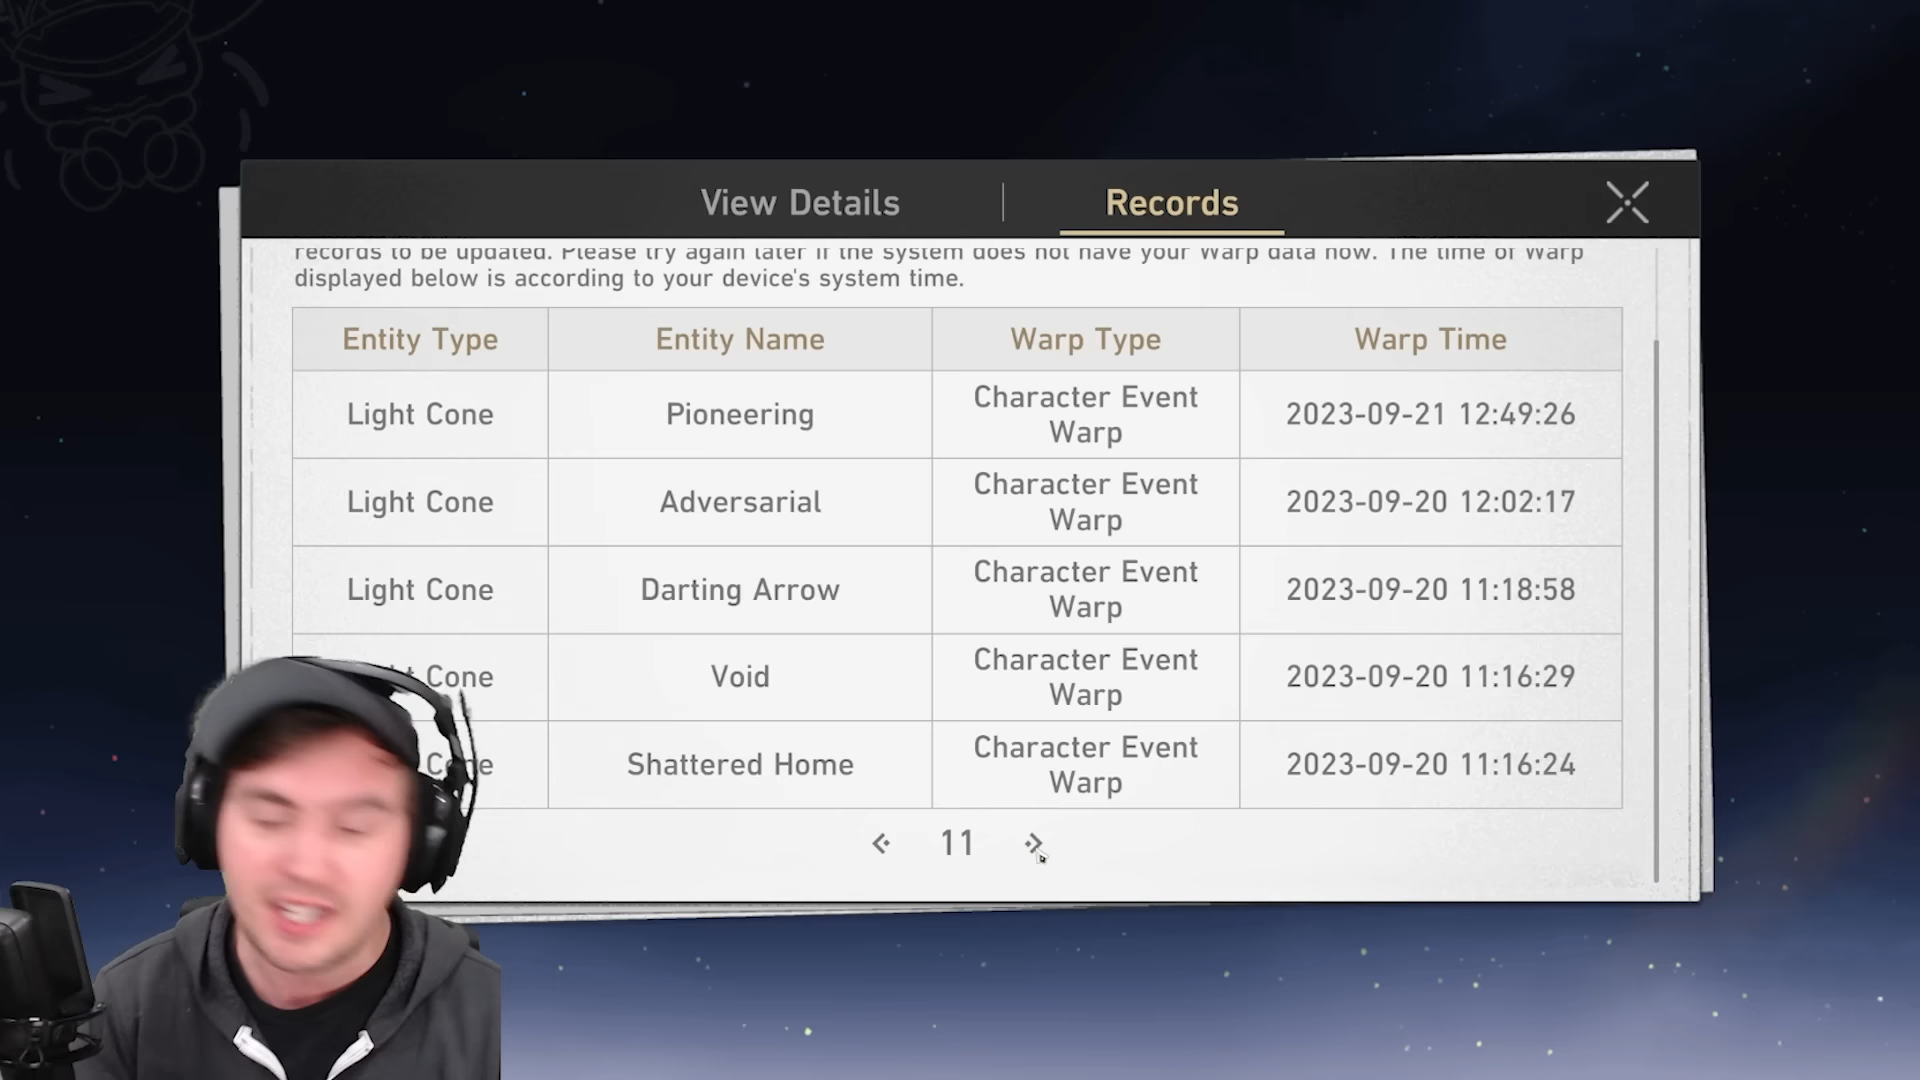 View Details
Records
records to be updated. Please try again later if the system does not have your Warp data now. The time of Warp
displayed below is according to your device's system time.
Entity Type Entity Name Warp Type Warp Time
Light Cone Pioneering Character Event Warp 2023-09-21 12:49:26
Light Cone Adversarial Character Event Warp 2023-09-20 12:02:17
Light Cone Darting Arrow Character Event Warp 2023-09-20 11:18:58
Cone Void Character Event Warp 2023-09-20 11:16:29
Shattered Home Character Event Warp 2023-09-20 11:16:24
11